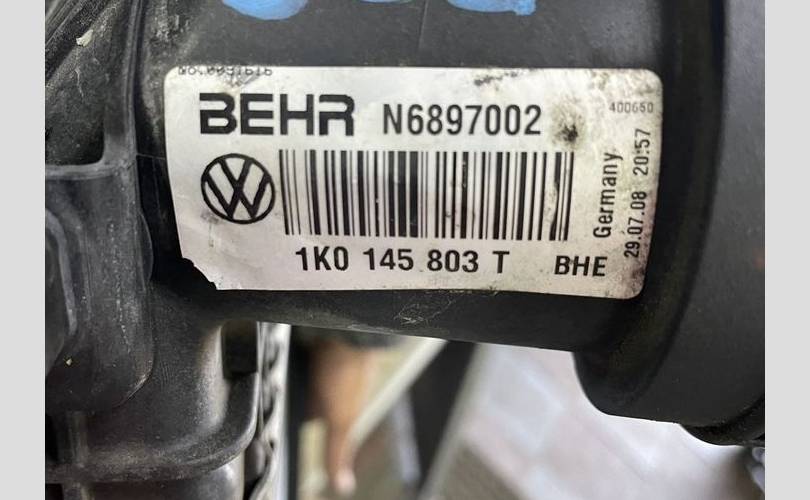 BEHR N6897002
400650
1K0 145 803 T BHE
Germany
29.07.08 20:57